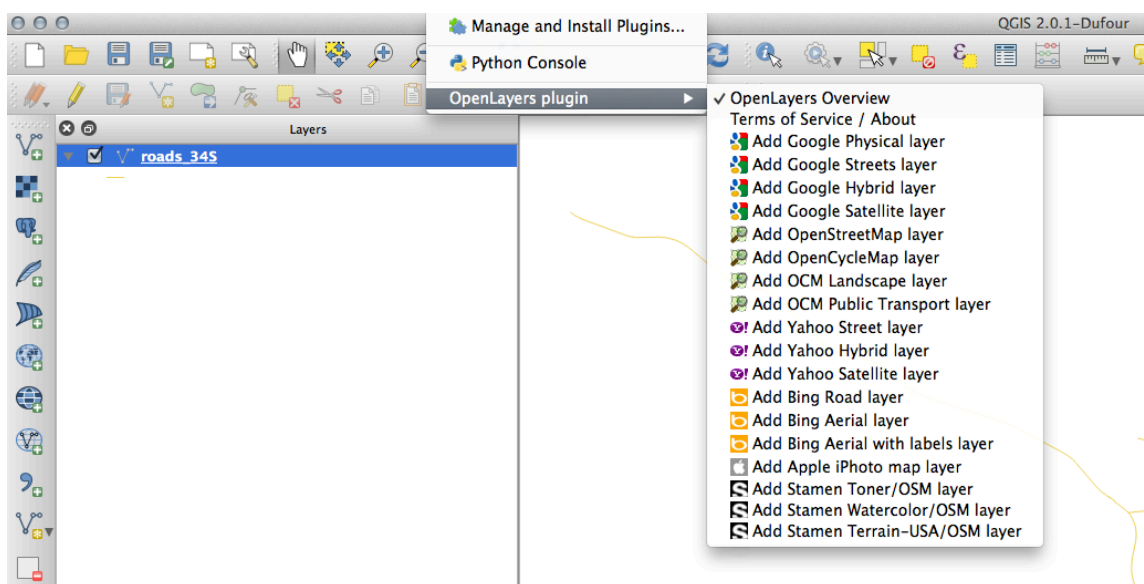 QGIS 2.0.1-Dufour
Manage and Install Plugins...
Python Console
OpenLayers plugin
Layers
roads_34S
OpenLayers Overview
Terms of Service / About
Add Google Physical layer
Add Google Streets layer
Add Google Hybrid layer
Add Google Satellite layer
Add OpenStreetMap layer
Add OpenCycleMap layer
Add OCM Landscape layer
Add OCM Public Transport layer
Add Yahoo Street layer
Add Yahoo Hybrid layer
Add Yahoo Satellite layer
Add Bing Road layer
Add Bing Aerial layer
Add Bing Aerial with labels layer
Add Apple iPhoto map layer
Add Stamen Toner/OSM layer
Add Stamen Watercolor/OSM layer
Add Stamen Terrain-USA/OSM layer